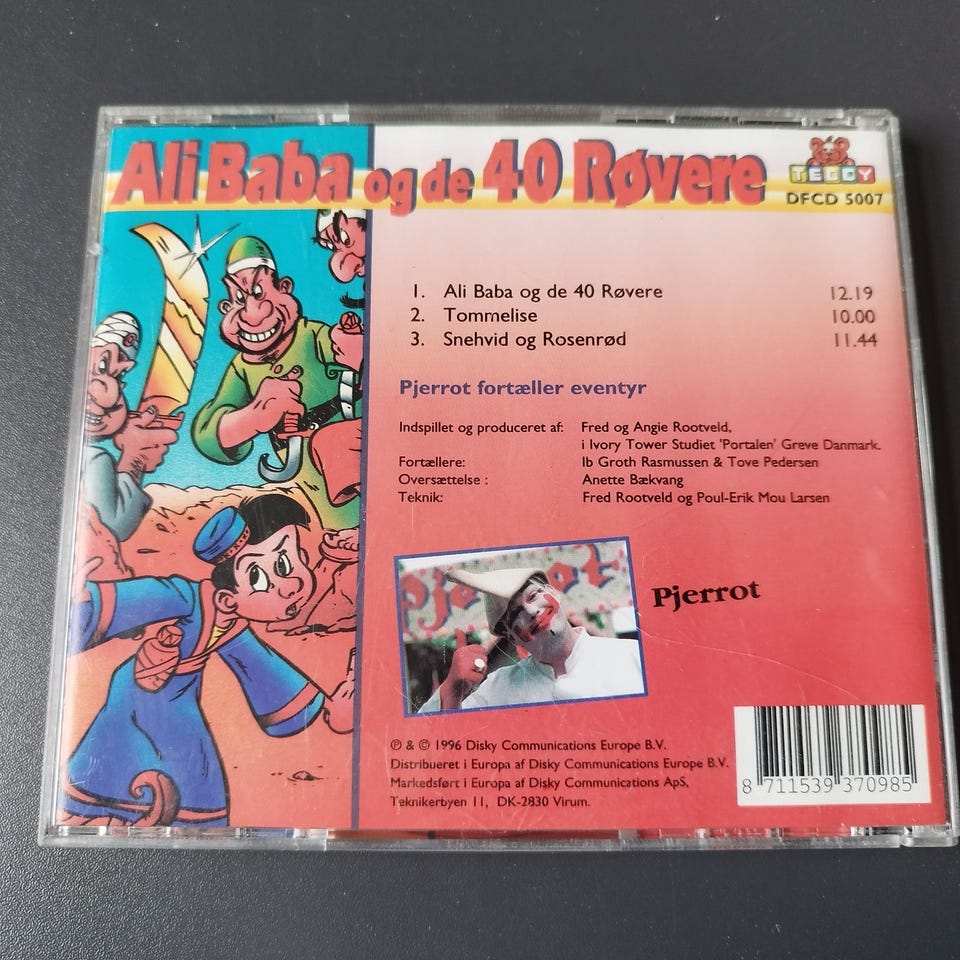 Ali Baba og de 40 Røvere
TEDDY
DFCD 5007
1. Ali Baba og de 40 Røvere 12.19
2. Tommelise 10.00
3. Snehvid og Rosenrød 11.44
Pjerrot fortæller eventyr
Indspillet og produceret af: Fred og Angie Rootveld,
i Ivory Tower Studiet 'Portalen' Greve Danmark.
Fortællere: Ib Groth Rasmussen & Tove Pedersen
Oversættelse : Anette Bækvang
Teknik: Fred Rootveld og Poul-Erik Mou Larsen
Pjerrot
Pjerrot
℗ & © 1996 Disky Communications Europe B.V.
Distribueret i Europa af Disky Communications Europe B.V.
Markedsført i Europa af Disky Communications ApS,
Teknikerbyen 11, DK-2830 Virum.
8 711539 370985